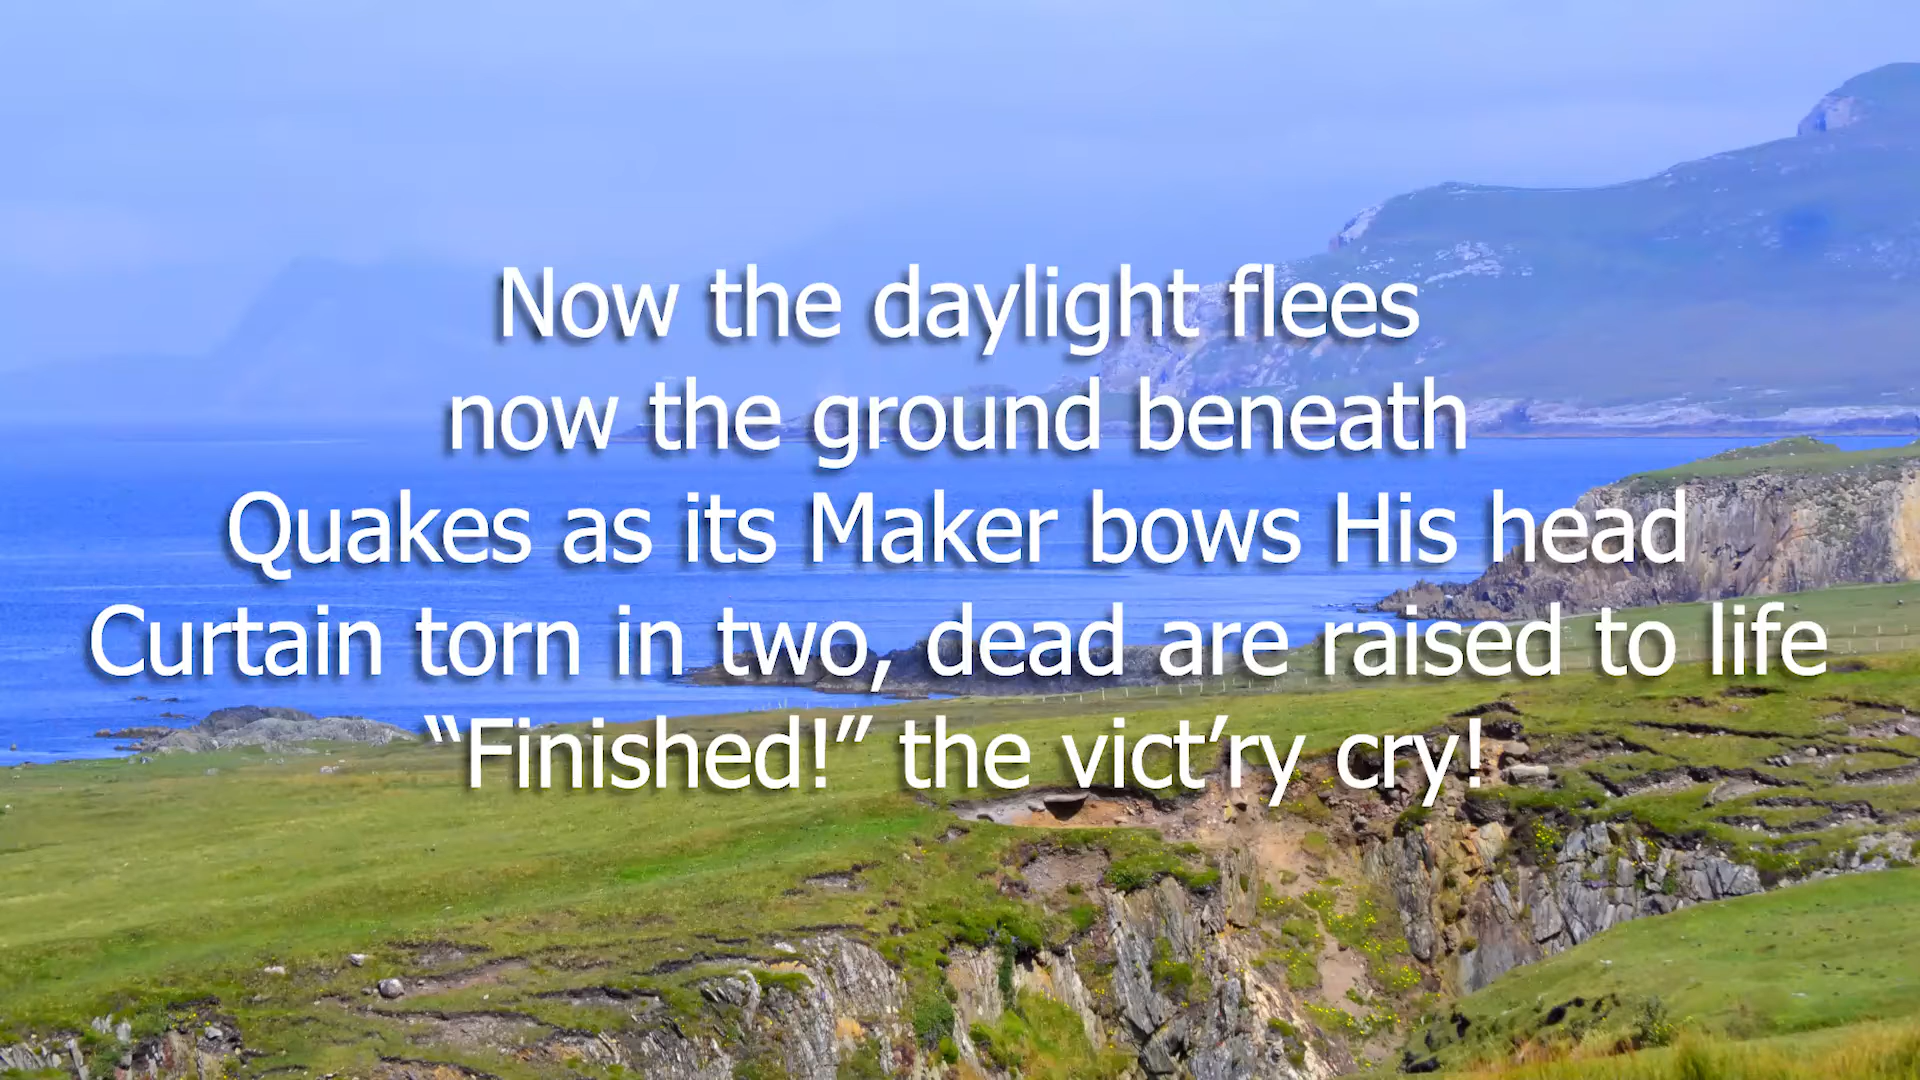 Now the daylight flees
now the ground beneath
Quakes as its Maker bows His head
Curtain torn in two, dead are raised to life
“Finished!” the vict’ry cry!